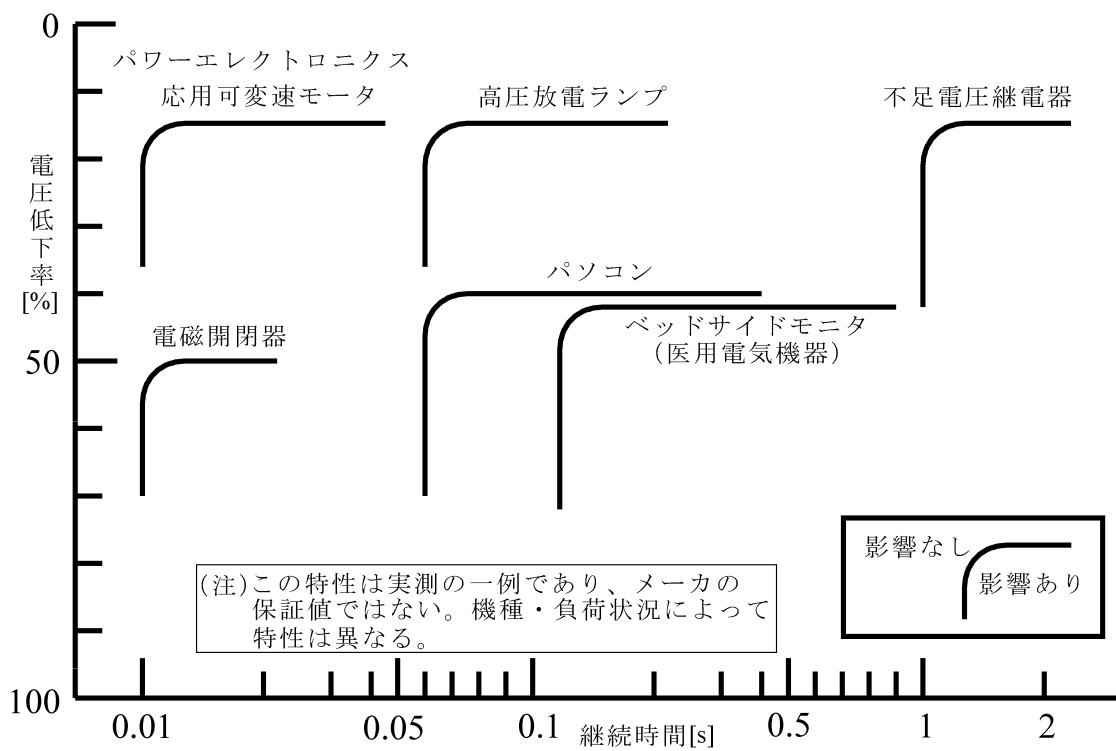 0
パワーエレクトロニクス
応用可変速モータ
高圧放電ランプ
不足電圧継電器
電圧低下率
[%]
パソコン
ベッドサイドモニタ
（医用電気機器）
電磁開閉器
50
影響なし
影響あり
(注)この特性は実測の一例であり、メーカの
保証値ではない。機種・負荷状況によって
特性は異なる。
100
0.01
0.05
0.1
0.5
1
2
継続時間[s]